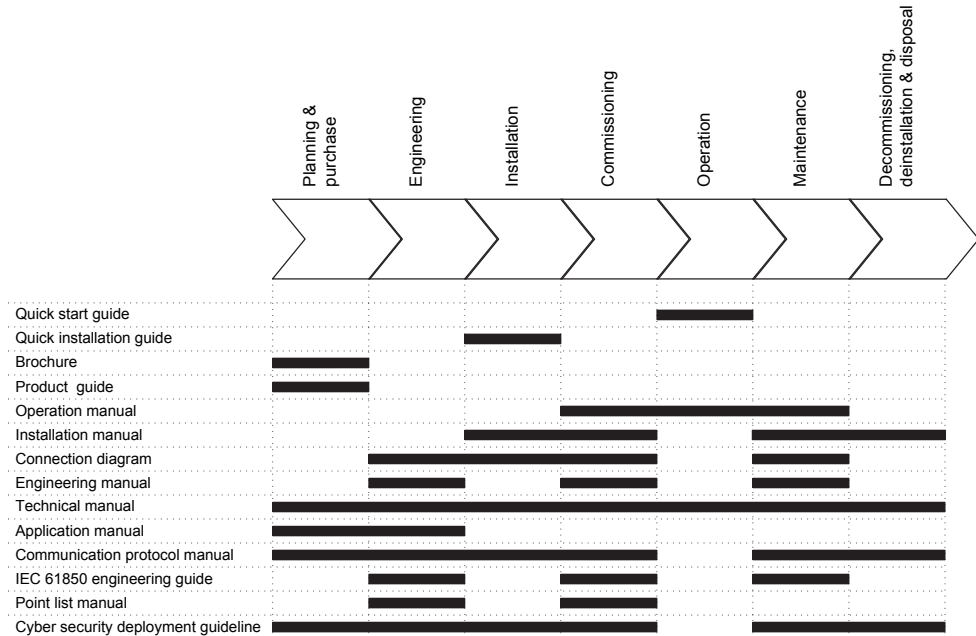 Planning &
purchase
Engineering
Installation
Commissioning
Operation
Maintenance
Decommissioning,
deinstallation & disposal
Quick start guide
Quick installation guide
Brochure
Product guide
Operation manual
Installation manual
Connection diagram
Engineering manual
Technical manual
Application manual
Communication protocol manual
IEC 61850 engineering guide
Point list manual
Cyber security deployment guideline